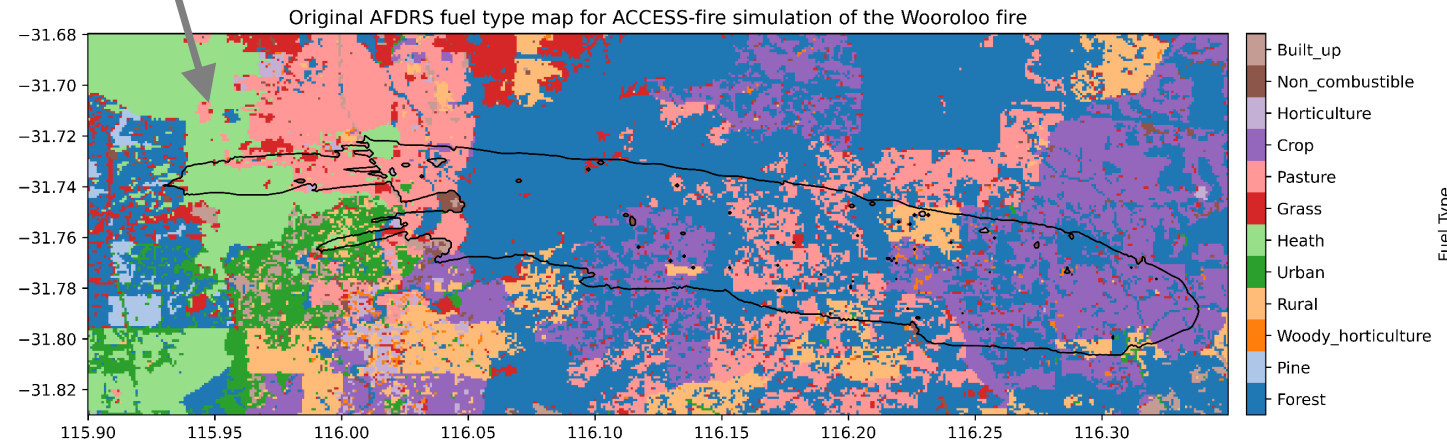 Original AFDRS fuel type map for ACCESS-fire simulation of the Wooroloo fire
−31.68
−31.70
−31.72
−31.74
−31.76
−31.78
−31.80
−31.82
115.90 115.95 116.00 116.05 116.10 116.15 116.20 116.25 116.30
Built_up
Non_combustible
Horticulture
Crop
Pasture
Grass
Heath
Urban
Rural
Woody_horticulture
Pine
Forest
Fuel Type